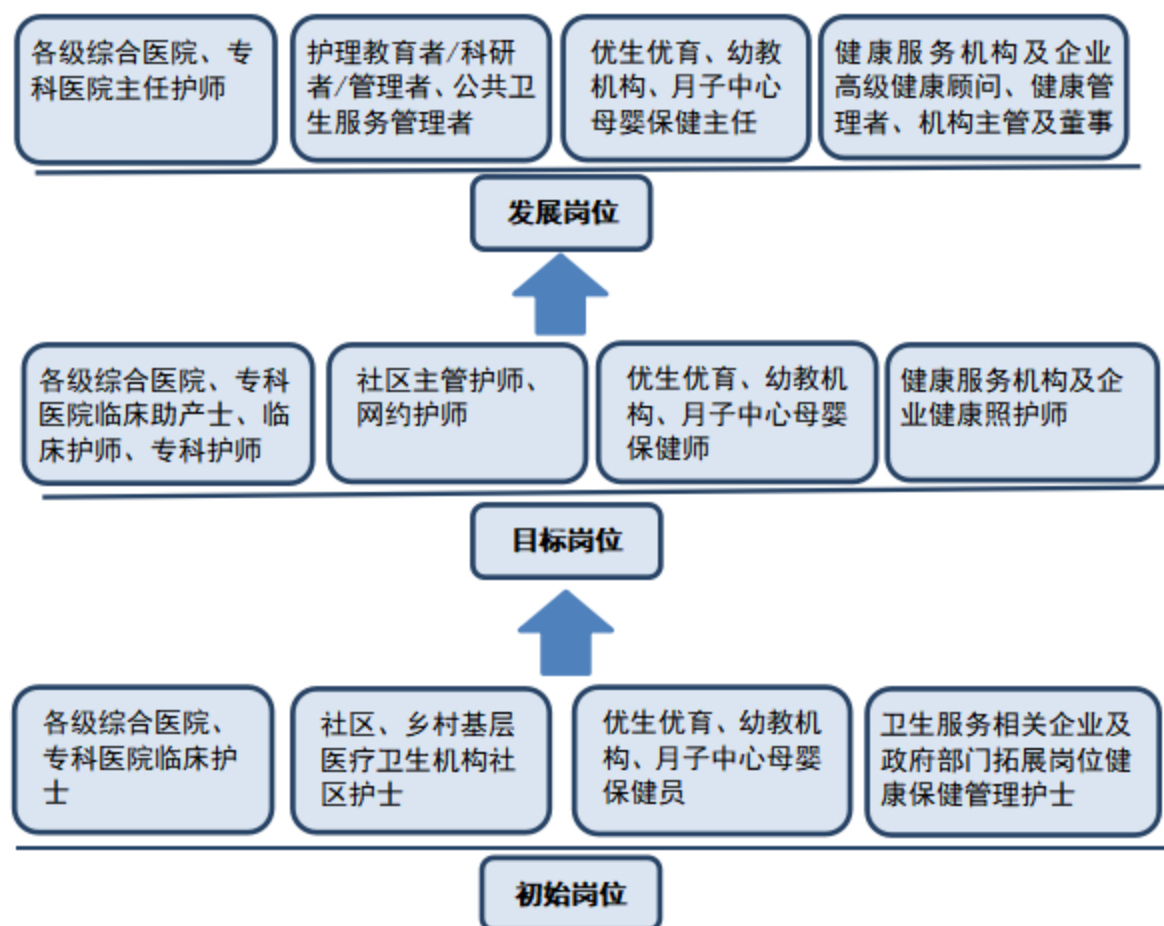 各级综合医院、专
科医院主任护师
护理教育者/科研
者/管理者、公共卫
生服务管理者
优生优育、幼教
机构、月子中心
母婴保健主任
健康服务机构及企业
高级健康顾问、健康管
理者、机构主管及董事
发展岗位
各级综合医院、专科
医院临床助产士、临
床护师、专科护师
社区主管护师、
网约护师
优生优育、幼教机
构、月子中心母婴
保健师
健康服务机构及企
业健康照护师
目标岗位
各级综合医院、
专科医院临床护
士
社区、乡村基层
医疗卫生机构社
区护士
优生优育、幼教机
构、月子中心母婴
保健员
卫生服务相关企业及
政府部门拓展岗位健
康保健管理护士
初始岗位